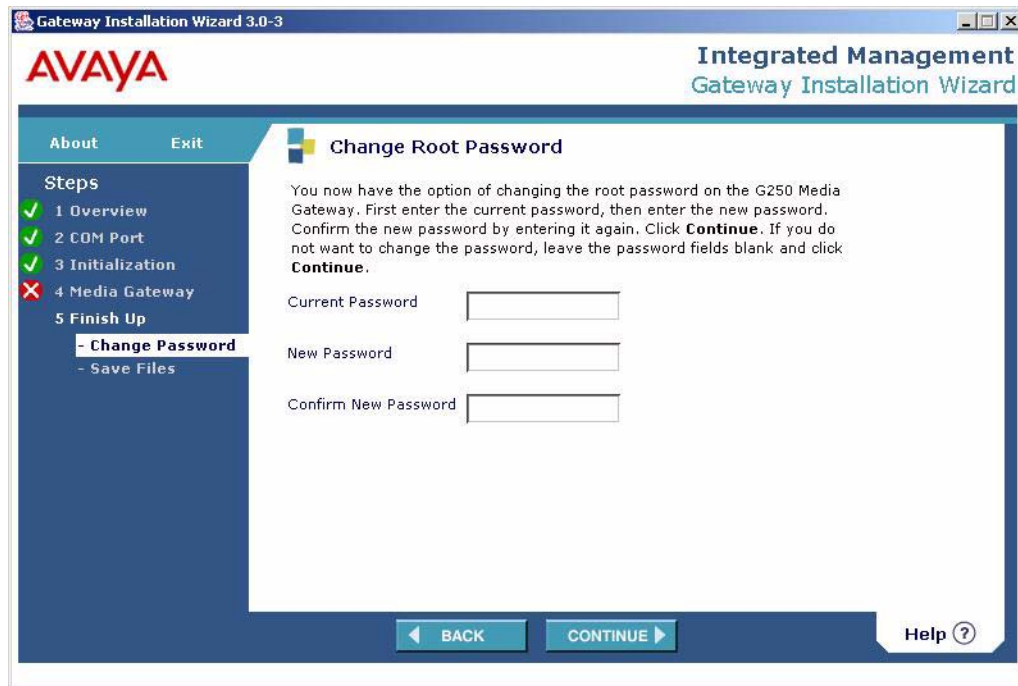 Gateway Installation Wizard 3.0-3
AVAYA
Integrated Management
Gateway Installation Wizard
About Exit
Steps
1 Overview
2 COM Port
3 Initialization
4 Media Gateway
5 Finish Up
- Change Password
- Save Files
Change Root Password
You now have the option of changing the root password on the G250 Media
Gateway. First enter the current password, then enter the new password.
Confirm the new password by entering it again. Click Continue. If you do
not want to change the password, leave the password fields blank and click
Continue.
Current Password
New Password
Confirm New Password
BACK
CONTINUE
Help ?